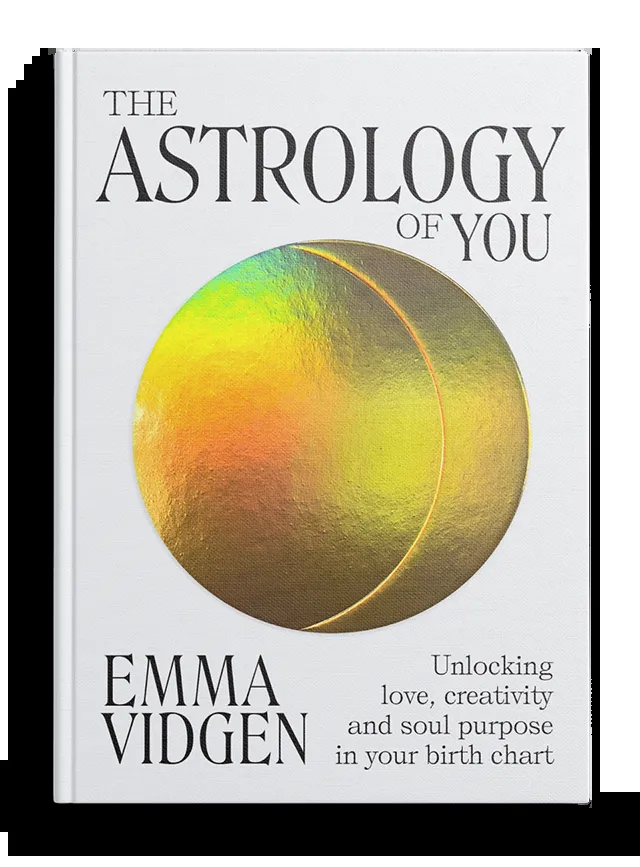 THE
ASTROLOGY
OF YOU
EMMA
VIDGEN
Unlocking
love, creativity
and soul purpose
in your birth chart